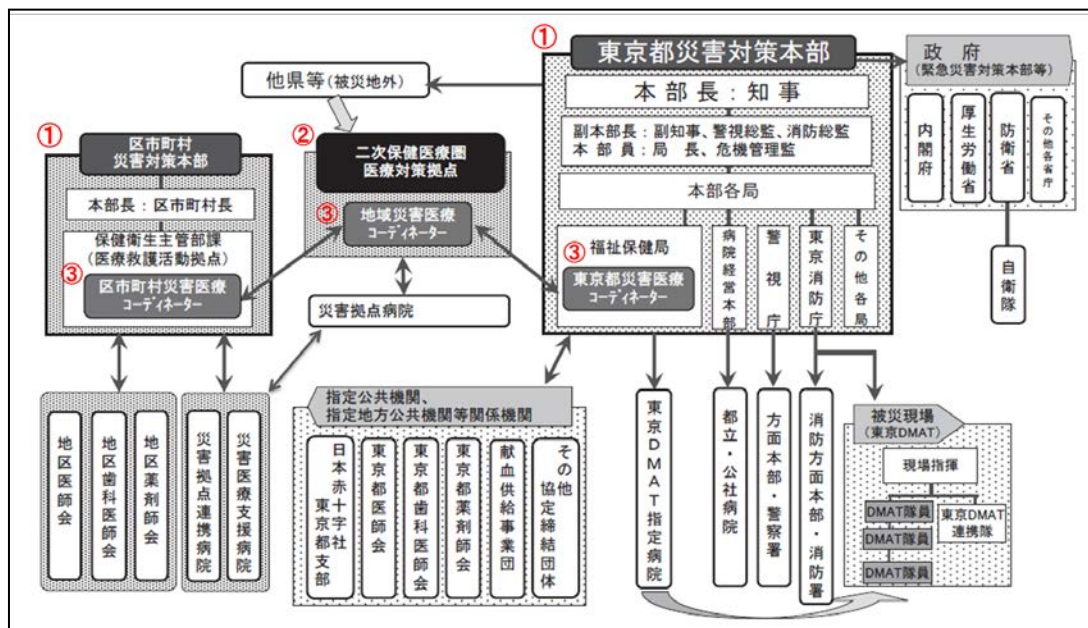 ①
東京都災害対策本部
本部長：知事
副本部長：副知事、警視総監、消防総監
本部員：局長、危機管理監
本部各局
③
福祉保健局
東京都災害医療
コーディネーター
病院経営本部
警視庁
東京消防庁
その他各局
政府
(緊急災害対策本部等)
内閣府
厚生労働省
防衛省
その他各省庁
自衛隊
他県等(被災地外)
②
二次保健医療圏
医療対策拠点
③
地域災害医療
コーディネーター
災害拠点病院
①
区市町村
災害対策本部
本部長：区市町村長
保健衛生主管部課
(医療救護活動拠点)
③
区市町村災害医療
コーディネーター
地区医師会
地区歯科医師会
地区薬剤師会
災害拠点連携病院
災害医療支援病院
指定公共機関、
指定地方公共機関等関係機関
日本赤十字社
東京都支部
東京都医師会
東京都歯科医師会
東京都薬剤師会
献血供給事業団
その他
協定締結団体
東京DMAT指定病院
都立・公社病院
方面本部・警察署
消防方面本部・消防署
被災現場
(東京DMAT)
現場指揮
DMAT隊員
DMAT隊員
DMAT隊員
東京DMAT
連携隊